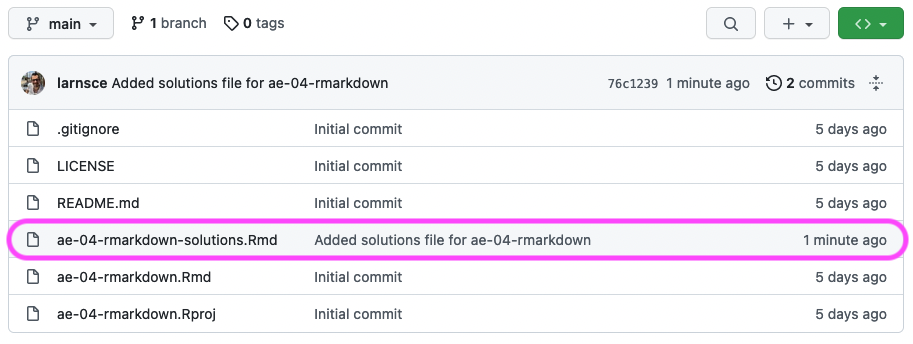 main 1 branch 0 tags
larnsce Added solutions file for ae-04-rmarkdown 76c1239 1 minute ago 2 commits
.gitignore Initial commit 5 days ago
LICENSE Initial commit 5 days ago
README.md Initial commit 5 days ago
ae-04-rmarkdown-solutions.Rmd Added solutions file for ae-04-rmarkdown 1 minute ago
ae-04-rmarkdown.Rmd Initial commit 5 days ago
ae-04-rmarkdown.Rproj Initial commit 5 days ago